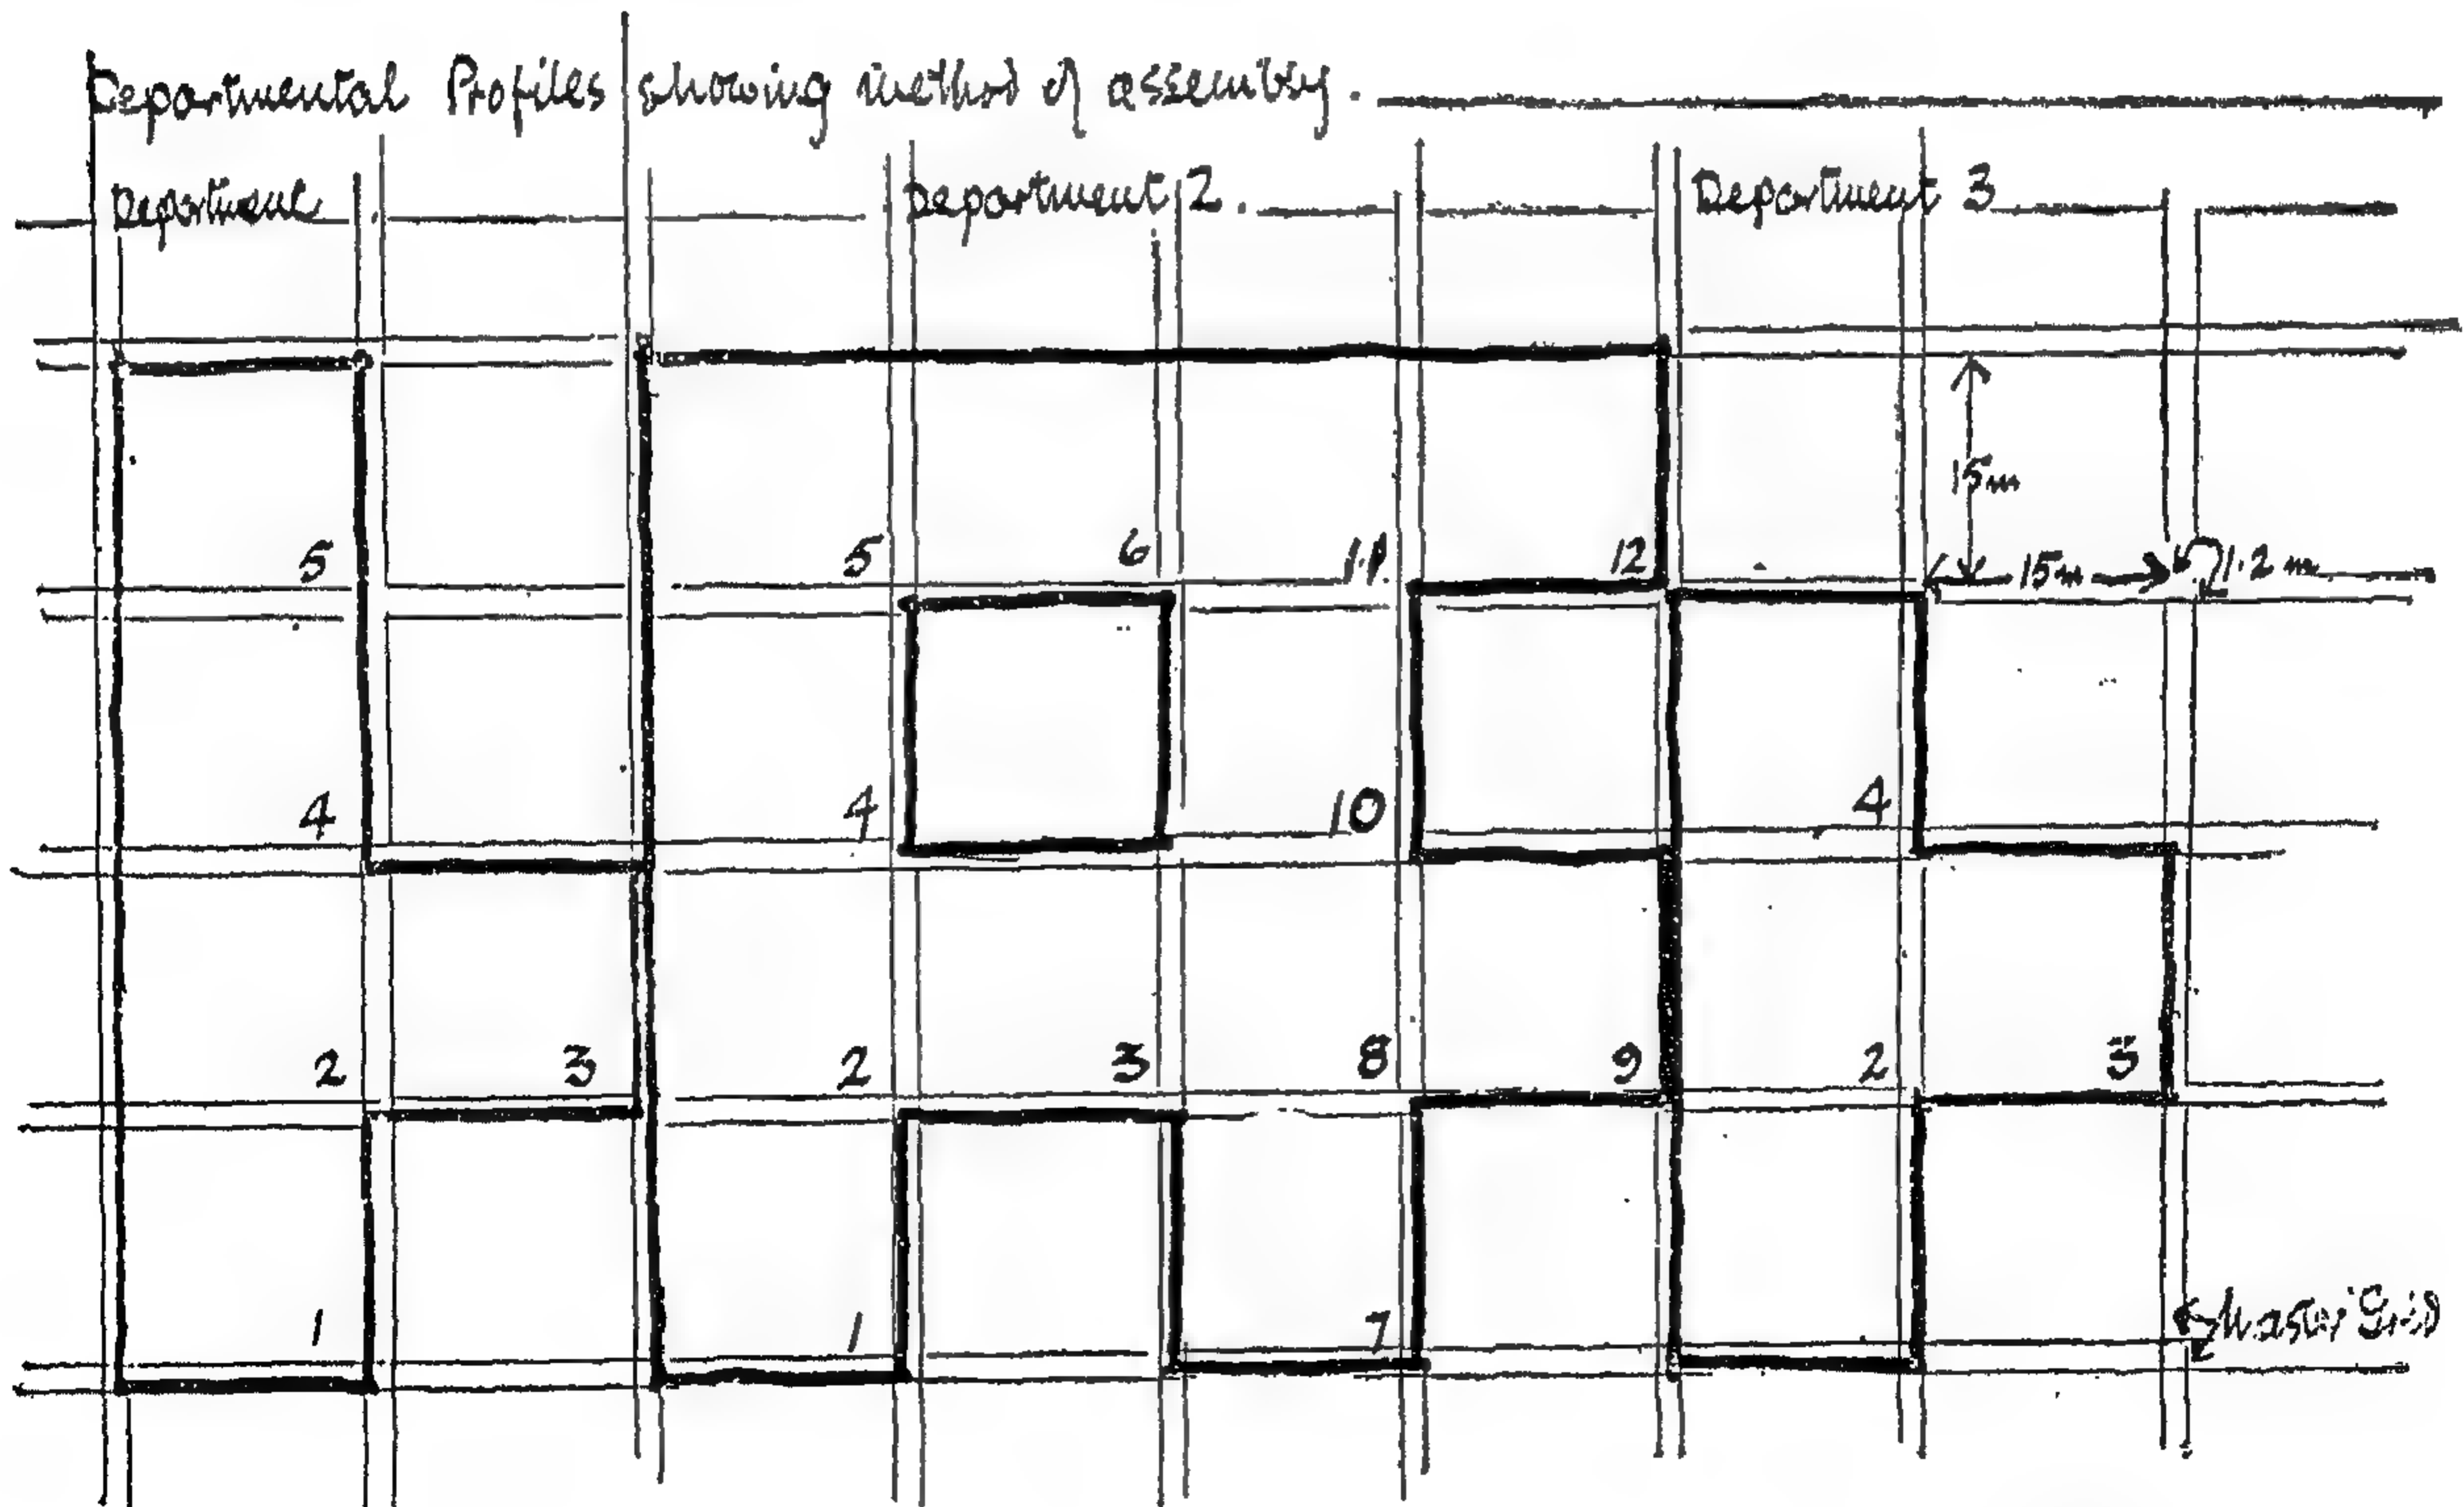 Departmental Profiles showing method of assembly.
Department Department 2. Department 3
15m
5 5 6 11 12 15m 1.2 m
4 4 10 4
2 3 2 3 8 9 2 3
1 1 7
Master Grid